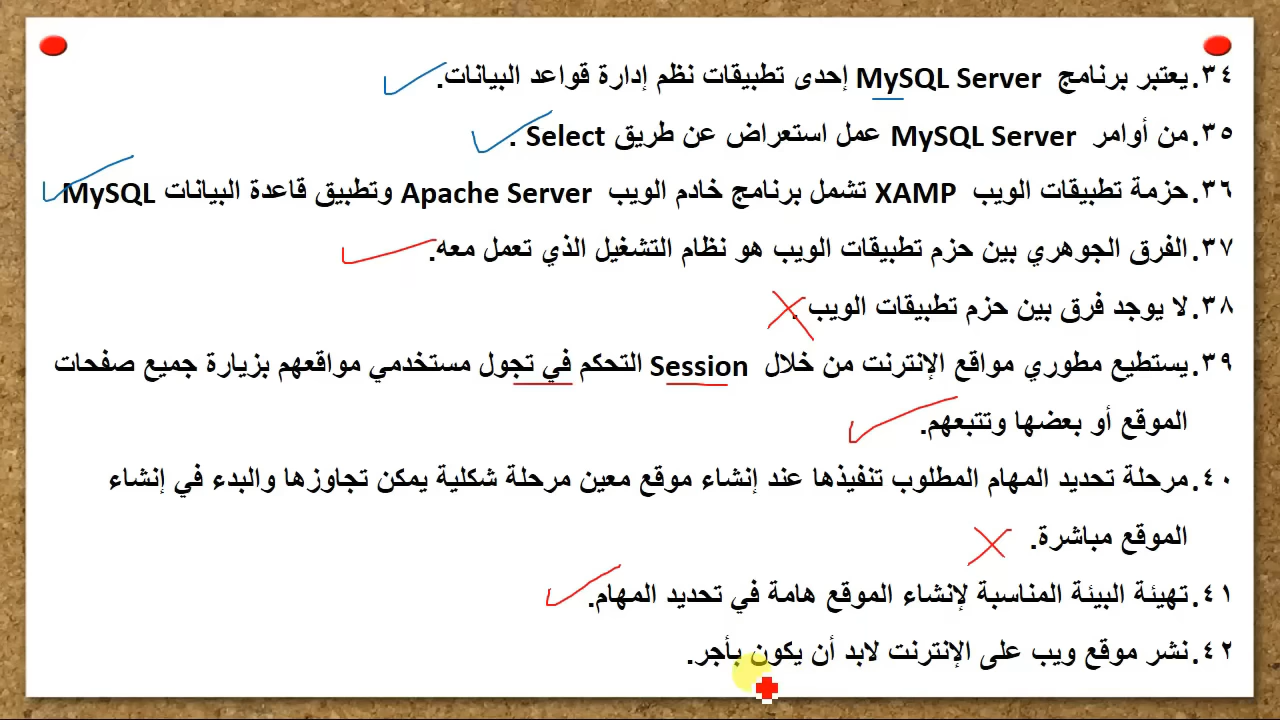 ٣٤. يعتبر برنامج MySQL Server إحدى تطبيقات نظم إدارة قواعد البيانات.
٣٥. من أوامر MySQL Server عمل استعراض عن طريق Select .
٣٦. حزمة تطبيقات الويب XAMP تشمل برنامج خادم الويب Apache Server وتطبيق قاعدة البيانات MySQL
٣٧. الفرق الجوهري بين حزم تطبيقات الويب هو نظام التشغيل الذي تعمل معه.
٣٨. لا يوجد فرق بين حزم تطبيقات الويب .
٣٩. يستطيع مطوري مواقع الإنترنت من خلال Session التحكم في تجول مستخدمي مواقعهم بزيارة جميع صفحات
الموقع أو بعضها وتتبعهم.
٤٠. مرحلة تحديد المهام المطلوب تنفيذها عند إنشاء موقع معين مرحلة شكلية يمكن تجاوزها والبدء في إنشاء
الموقع مباشرة.
٤١. تهيئة البيئة المناسبة لإنشاء الموقع هامة في تحديد المهام.
٤٢. نشر موقع ويب على الإنترنت لابد أن يكون بأجر.